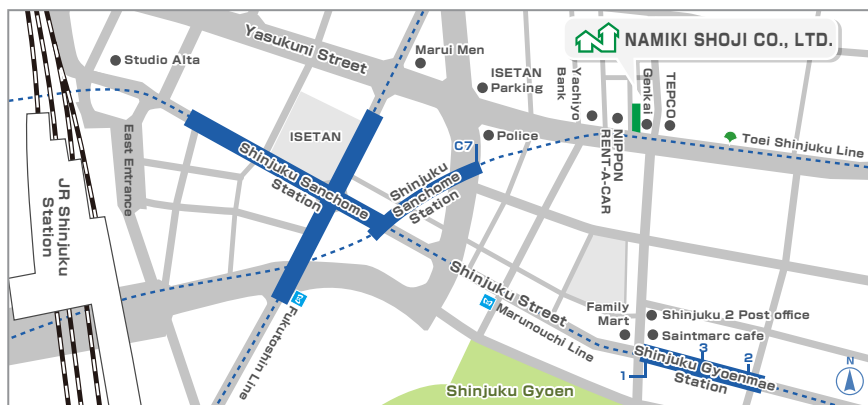 Yasukuni Street
Marui Men
NAMIKI SHOJI CO., LTD.
Studio Alta
ISETAN
Parking
Yachiyo
Bank
Genkai
TEPCO
East Entrance
ISETAN
C7
Police
NIPPON
RENT-A-CAR
Toei Shinjuku Line
Shinjuku Sanchome
Station
Shinjuku
Sanchome
Station
JR Shinjuku
Station
Shinjuku Street
Marunouchi Line
Fukutoshin Line
Family
Mart
Shinjuku 2 Post office
Saintmarc cafe
3
2
1
Shinjuku Gyoenmae
Station
Shinjuku Gyoen
N